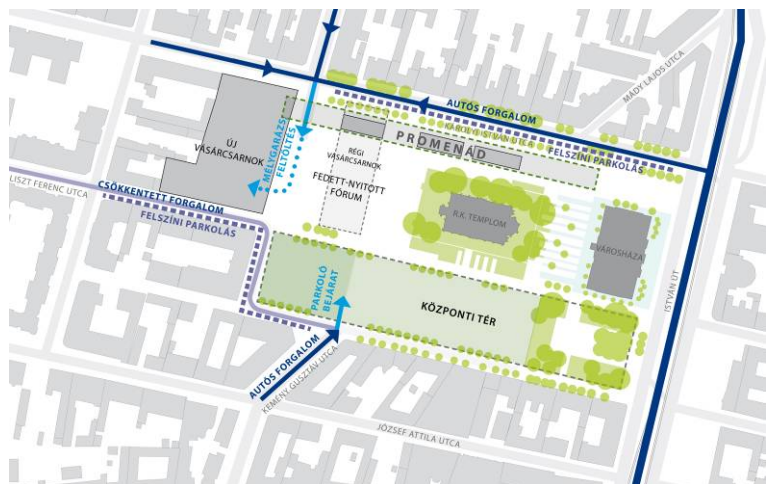 MÁDY LAJOS UTCA
AUTÓS FORGALOM
KÁROLYI ISTVÁN UTCA
FELSZÍNI PARKOLÁS
PROMENÁD
ÚJ
VÁSÁRCSARNOK
MÉLYGARÁZS/
FELTÖLTÉS
RÉGI
VÁSÁRCSARNOK
FEDETT-NYITOTT
FÓRUM
LISZT FERENC UTCA
CSÖKKENTETT FORGALOM
FELSZÍNI PARKOLÁS
R.K. TEMPLOM
VÁROSHÁZA
ISTVÁN ÚT
PARKOLÓ
BEJÁRAT
KÖZPONTI TÉR
AUTÓS FORGALOM
KEMÉNY GUSZTÁV UTCA
JÓZSEF ATTILA UTCA